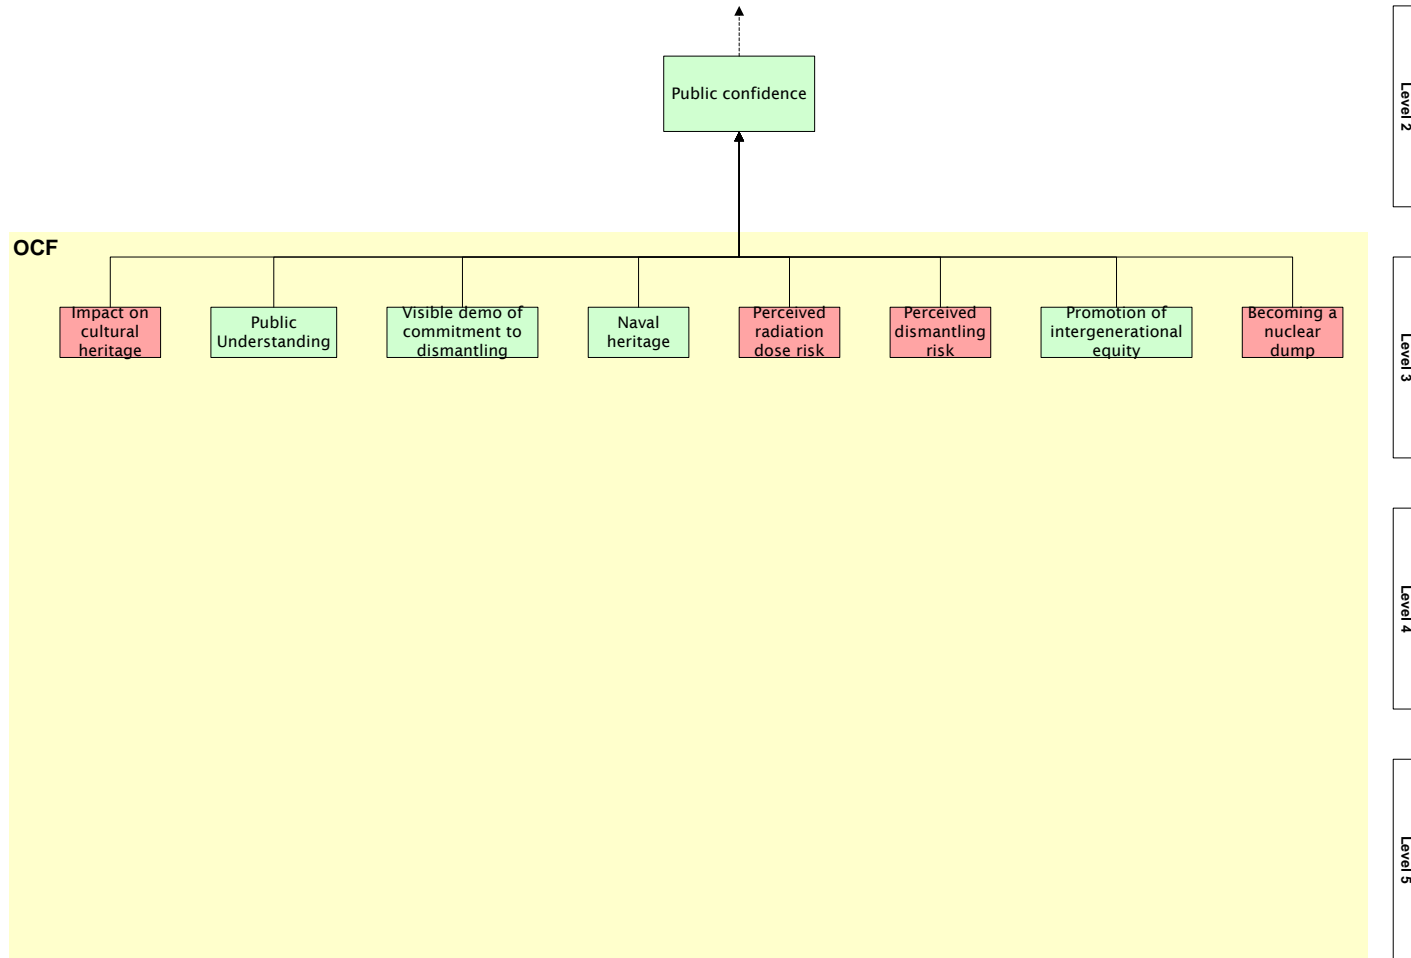 Public confidence
Level 2
OCF
Impact on
cultural
heritage
Public
Understanding
Visible demo of
commitment to
dismantling
Naval
heritage
Perceived
radiation
dose risk
Perceived
dismantling
risk
Promotion of
intergenerational
equity
Becoming a
nuclear
dump
Level 3
Level 4
Level 5